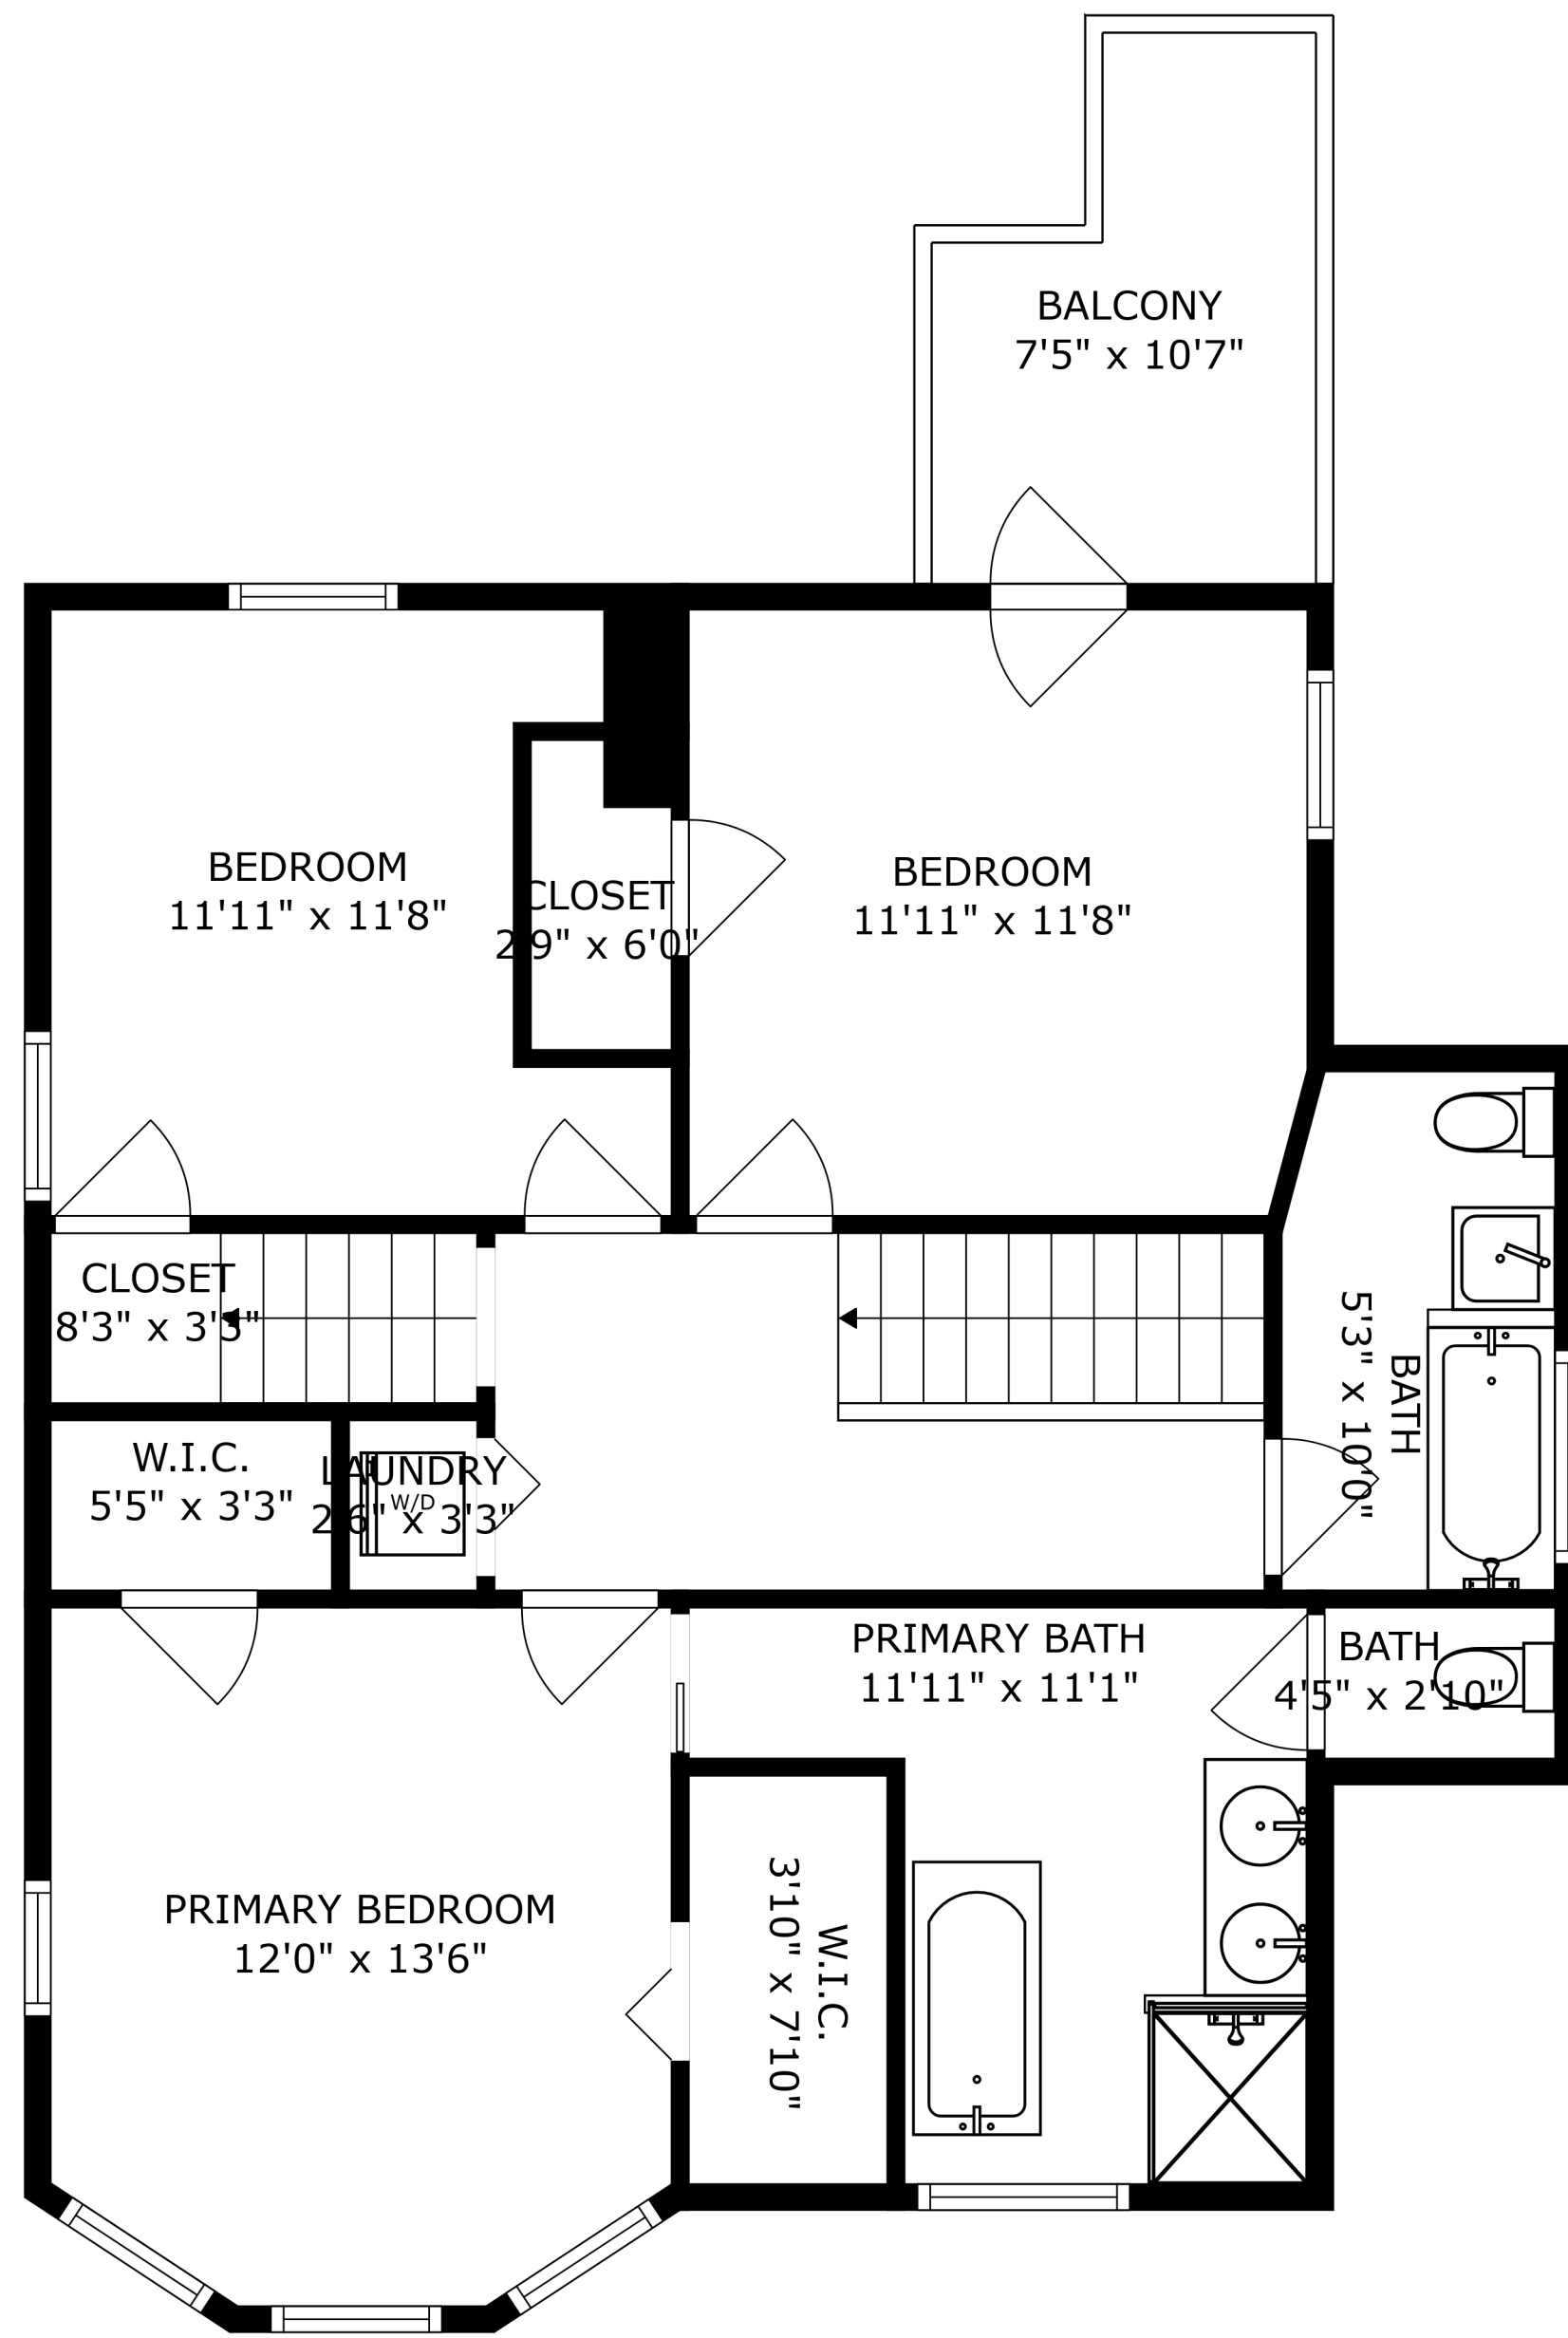 BALCONY
7'5" x 10'7"
BEDROOM
11'11" x 11'8"
CLOSET
2'9" x 6'0"
BEDROOM
11'11" x 11'8"
CLOSET
8'3" x 3'3"
BATH
5'3" x 10'0"
W.I.C.
5'5" x 3'3"
LAUNDRY
W/D
2'6" x 3'3"
PRIMARY BATH
11'11" x 11'1"
BATH
4'5" x 2'10"
PRIMARY BEDROOM
12'0" x 13'6"
W.I.C.
3'10" x 7'10"